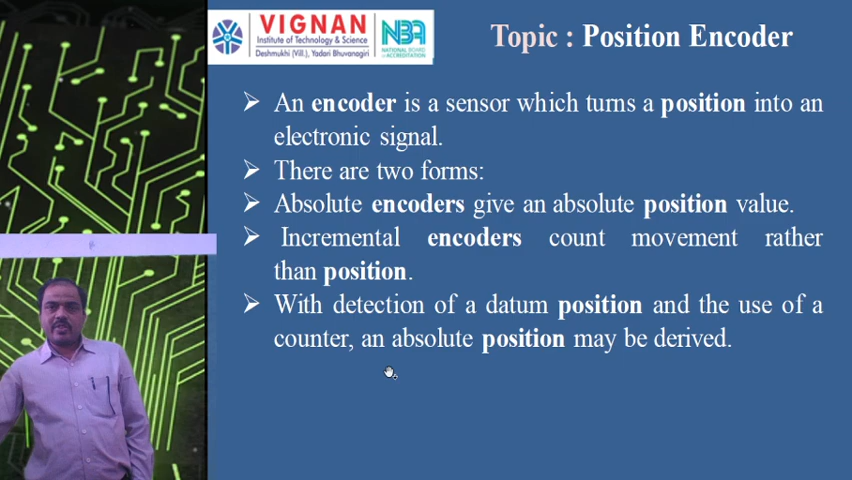 VIGNAN
Institute of Technology & Science
Deshmukhi (Vill.), Yadari Bhuvanagiri
NBA
NATIONAL BOARD
OF ACCREDITATION
Topic : Position Encoder
➢ An encoder is a sensor which turns a position into an
electronic signal.
➢ There are two forms:
➢ Absolute encoders give an absolute position value.
➢ Incremental encoders count movement rather
than position.
➢ With detection of a datum position and the use of a
counter, an absolute position may be derived.